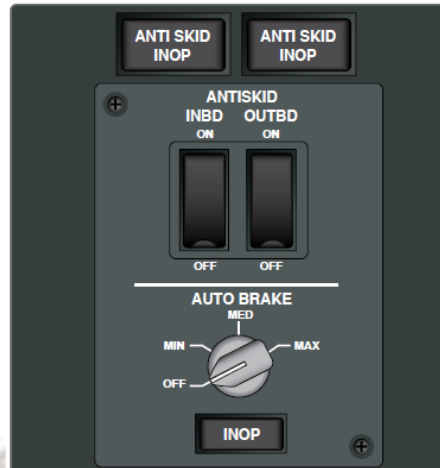 ANTI SKID
INOP
ANTI SKID
INOP
ANTISKID
INBD OUTBD
ON ON
OFF OFF
AUTO BRAKE
MED
MIN MAX
OFF
INOP